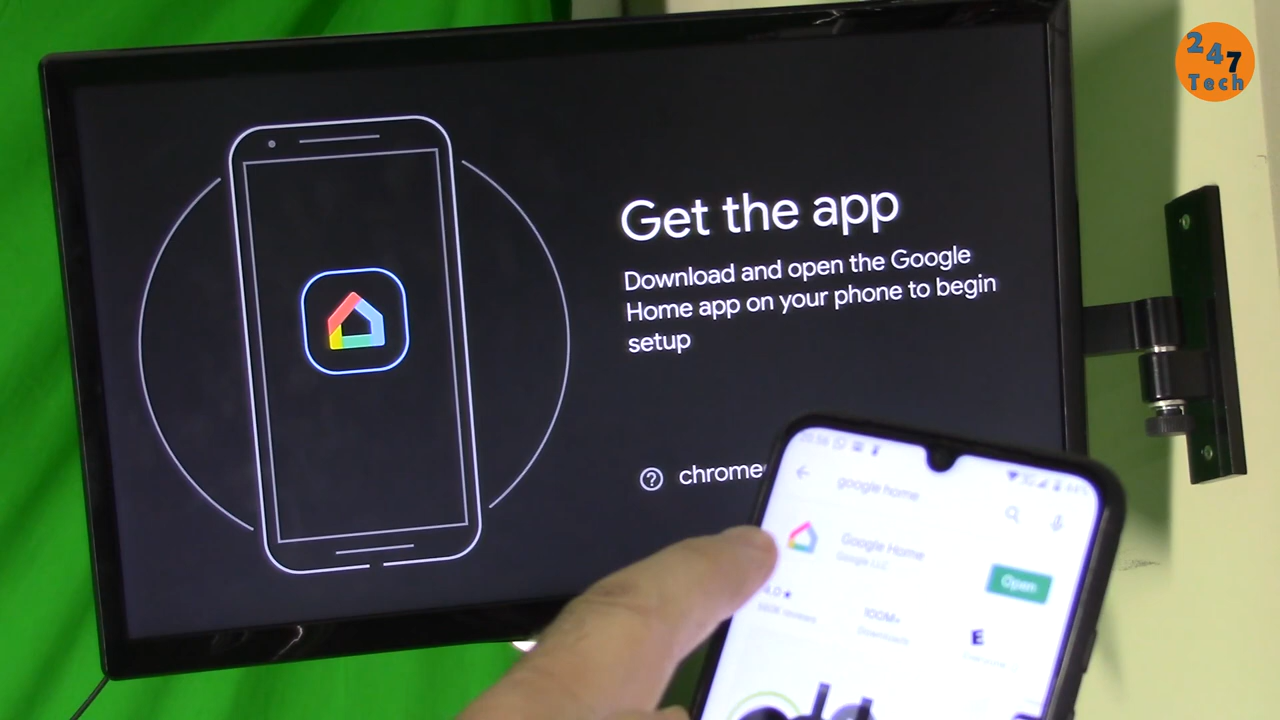 247
Tech
Get the app
Download and open the Google
Home app on your phone to begin
setup
chrome
google home
Google Home
Google LLC
Open
100M+
Downloads
E